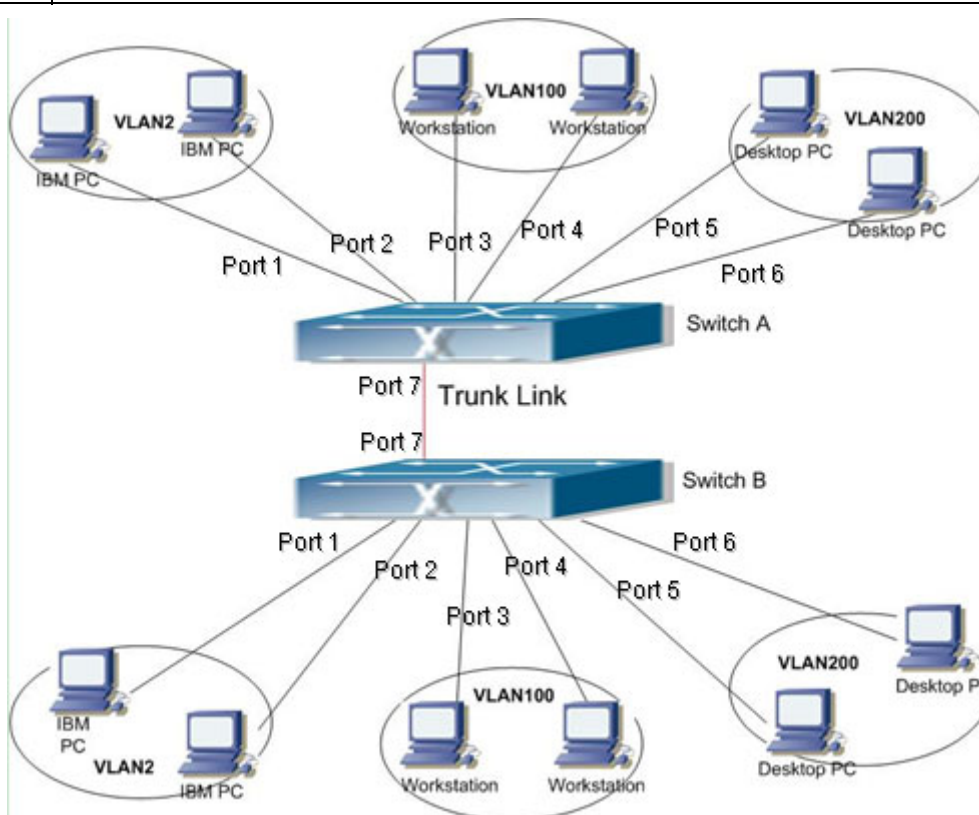 VLAN2
IBM PC
IBM PC
VLAN100
Workstation
Workstation
VLAN200
Desktop PC
Desktop PC
Port 1
Port 2
Port 3
Port 4
Port 5
Port 6
Switch A
Port 7
Trunk Link
Port 7
Switch B
Port 1
Port 2
Port 3
Port 4
Port 5
Port 6
IBM
PC
VLAN2
IBM PC
VLAN100
Workstation
Workstation
VLAN200
Desktop P
Desktop PC